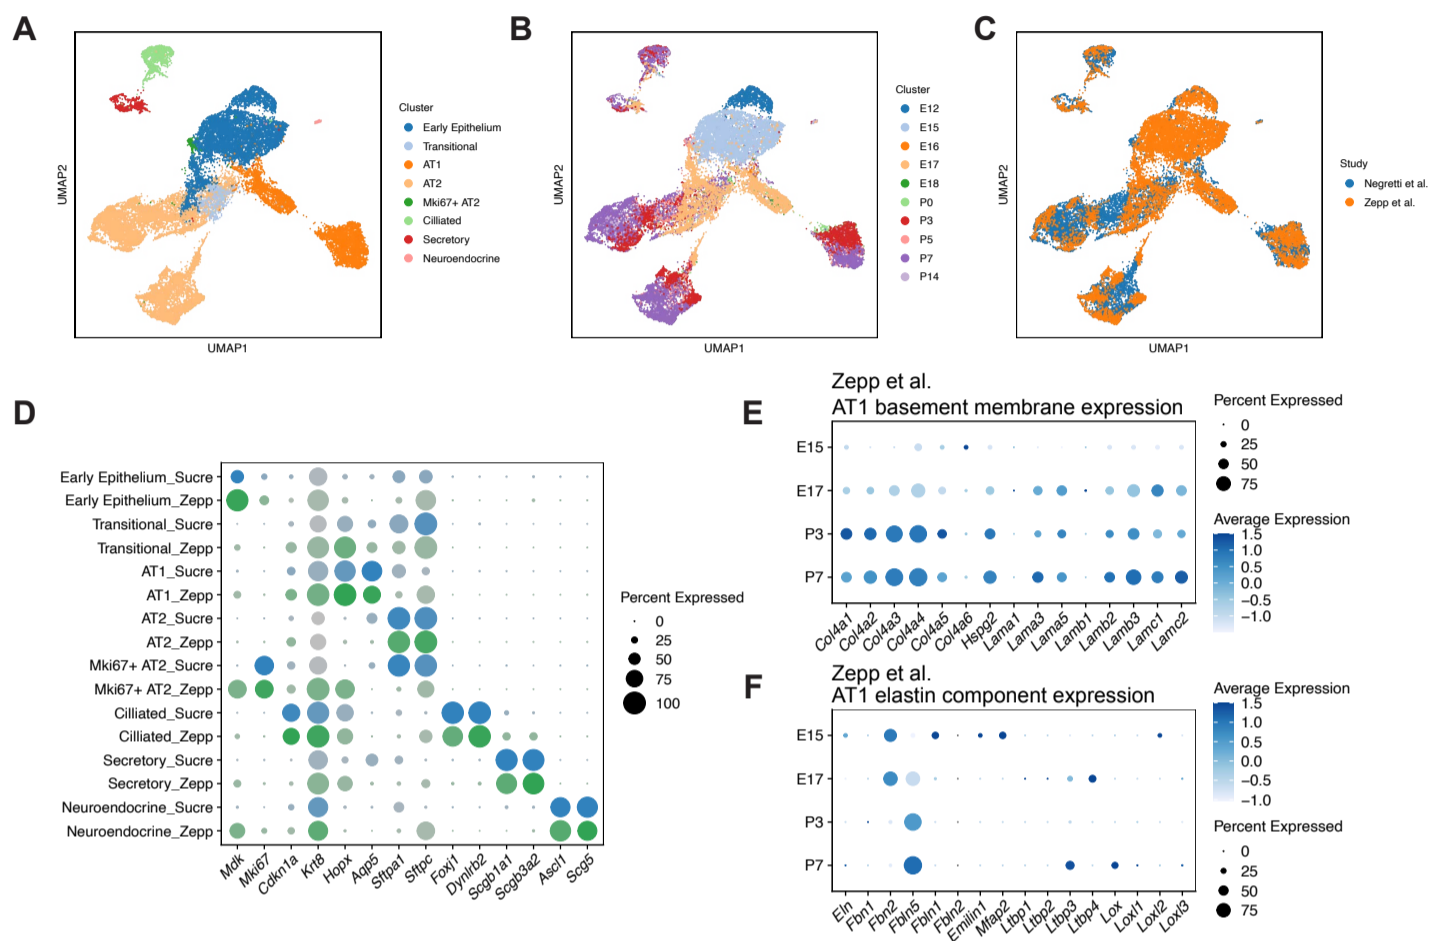 A
UMAP2
UMAP1
Cluster
Early Epithelium
Transitional
AT1
AT2
Mki67+ AT2
Cilliated
Secretory
Neuroendocrine
B
UMAP2
UMAP1
Cluster
E12
E15
E16
E17
E18
P0
P3
P5
P7
P14
C
UMAP2
UMAP1
Study
Negretti et al.
Zepp et al.
D
Early Epithelium_Sucre
Early Epithelium_Zepp
Transitional_Sucre
Transitional_Zepp
AT1_Sucre
AT1_Zepp
AT2_Sucre
AT2_Zepp
Mki67+ AT2_Sucre
Mki67+ AT2_Zepp
Cilliated_Sucre
Cilliated_Zepp
Secretory_Sucre
Secretory_Zepp
Neuroendocrine_Sucre
Neuroendocrine_Zepp
Mdk Mki67 Cdkn1a Krt8 Hopx Aqp5 Sftpa1 Sftpc Foxj1 Dynlrb2 Scgb1a1 Scgb3a2 Ascl1 Scg5
Percent Expressed
0
25
50
75
100
E
Zepp et al.
AT1 basement membrane expression
E15
E17
P3
P7
Col4a1 Col4a2 Col4a3 Col4a4 Col4a5 Col4a6 Hspg2 Lama1 Lama3 Lama5 Lamb1 Lamb2 Lamb3 Lamc1 Lamc2
Percent Expressed
0
25
50
75
Average Expression
1.5
1.0
0.5
0.0
−0.5
−1.0
F
Zepp et al.
AT1 elastin component expression
E15
E17
P3
P7
Eln Fbn1 Fbn2 Fbln5 Fbln1 Fbln2 Emilin1 Mfap2 Ltbp1 Ltbp2 Ltbp3 Ltbp4 Lox Loxl1 Loxl2 Loxl3
Average Expression
1.5
1.0
0.5
0.0
−0.5
−1.0
Percent Expressed
0
25
50
75